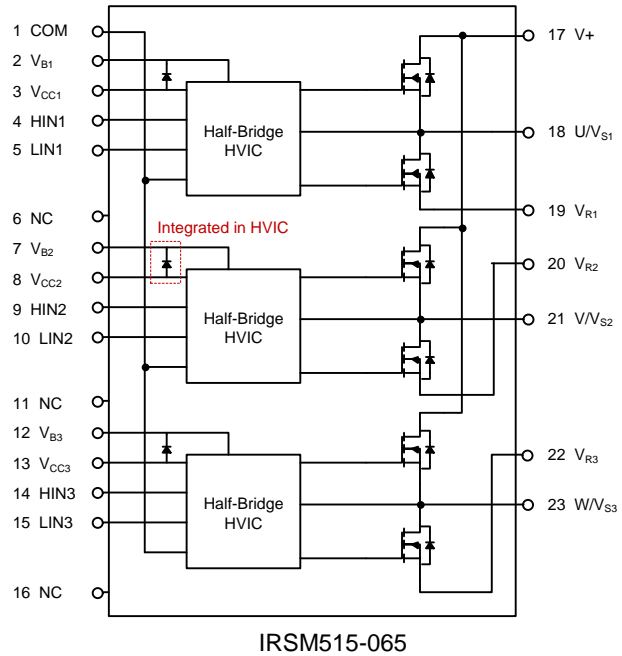 1 COM
2 VB1
3 VCC1
4 HIN1
5 LIN1
6 NC
7 VB2
8 VCC2
9 HIN2
10 LIN2
11 NC
12 VB3
13 VCC3
14 HIN3
15 LIN3
16 NC
Half-Bridge
HVIC
Integrated in HVIC
Half-Bridge
HVIC
Half-Bridge
HVIC
17 V+
18 U/VS1
19 VR1
20 VR2
21 V/VS2
22 VR3
23 W/VS3
IRSM515-065